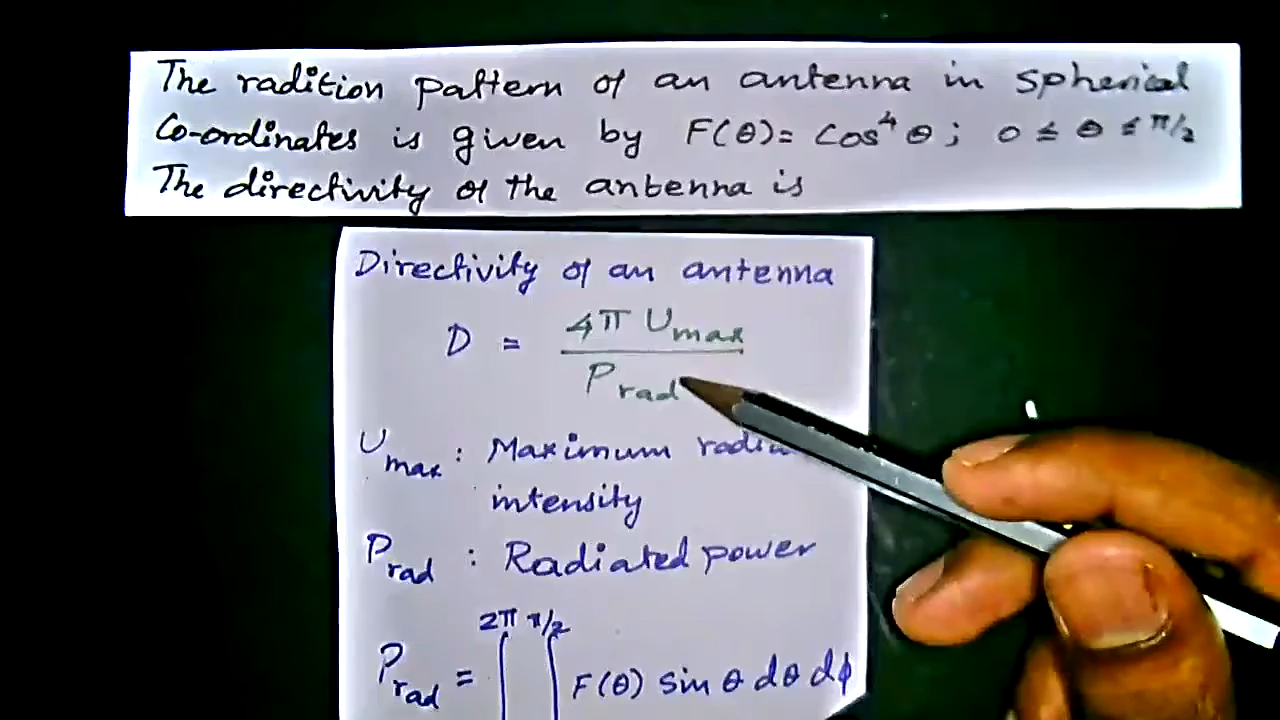 The radition pattern of an antenna in spherical
Co-ordinates is given by F(θ)= Cos⁴ θ; 0 ≤ θ ≤ π/2
The directivity of the antenna is
Directivity of an antenna
D = 4π Umax
Prad
Umax : Maximum
intensity
Prad : Radiated power
2π π/2
Prad = ∫ ∫ F(θ) sin θ dθ dϕ